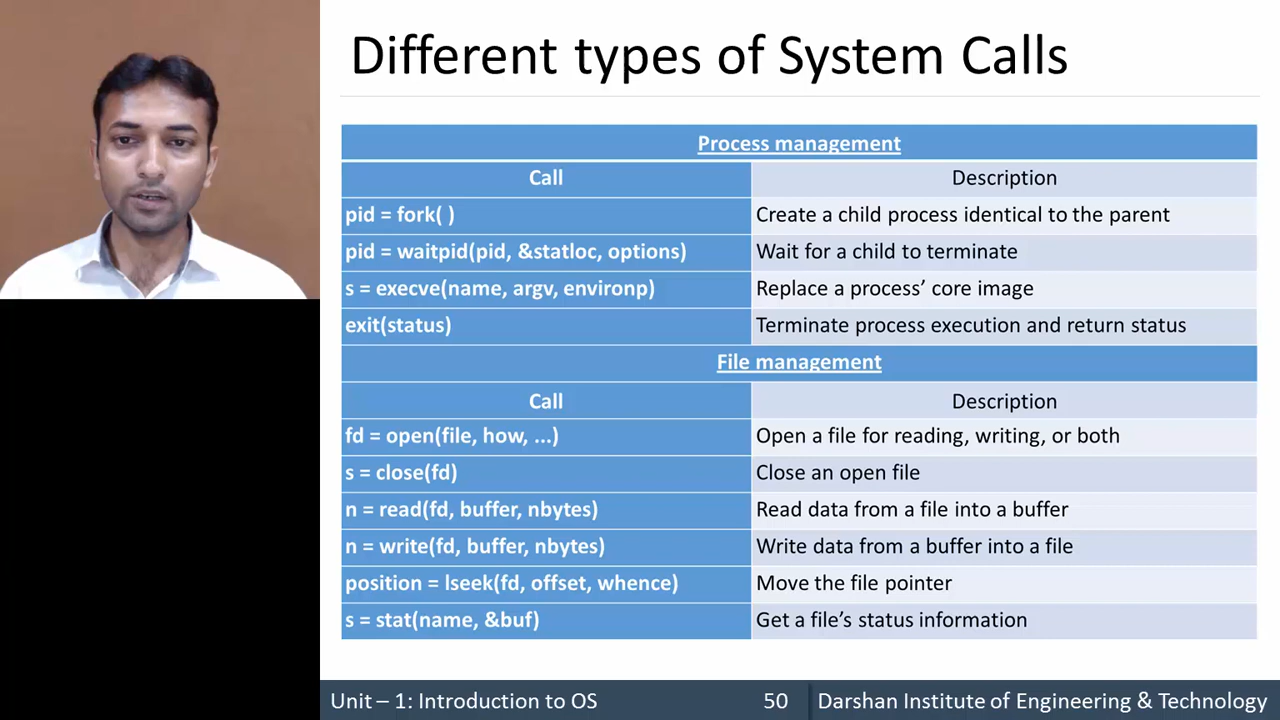 Different types of System Calls
Process management
Call Description
pid = fork( ) Create a child process identical to the parent
pid = waitpid(pid, &statloc, options) Wait for a child to terminate
s = execve(name, argv, environp) Replace a process’ core image
exit(status) Terminate process execution and return status
File management
Call Description
fd = open(file, how, ...) Open a file for reading, writing, or both
s = close(fd) Close an open file
n = read(fd, buffer, nbytes) Read data from a file into a buffer
n = write(fd, buffer, nbytes) Write data from a buffer into a file
position = lseek(fd, offset, whence) Move the file pointer
s = stat(name, &buf) Get a file’s status information
Unit – 1: Introduction to OS 50 Darshan Institute of Engineering & Technology